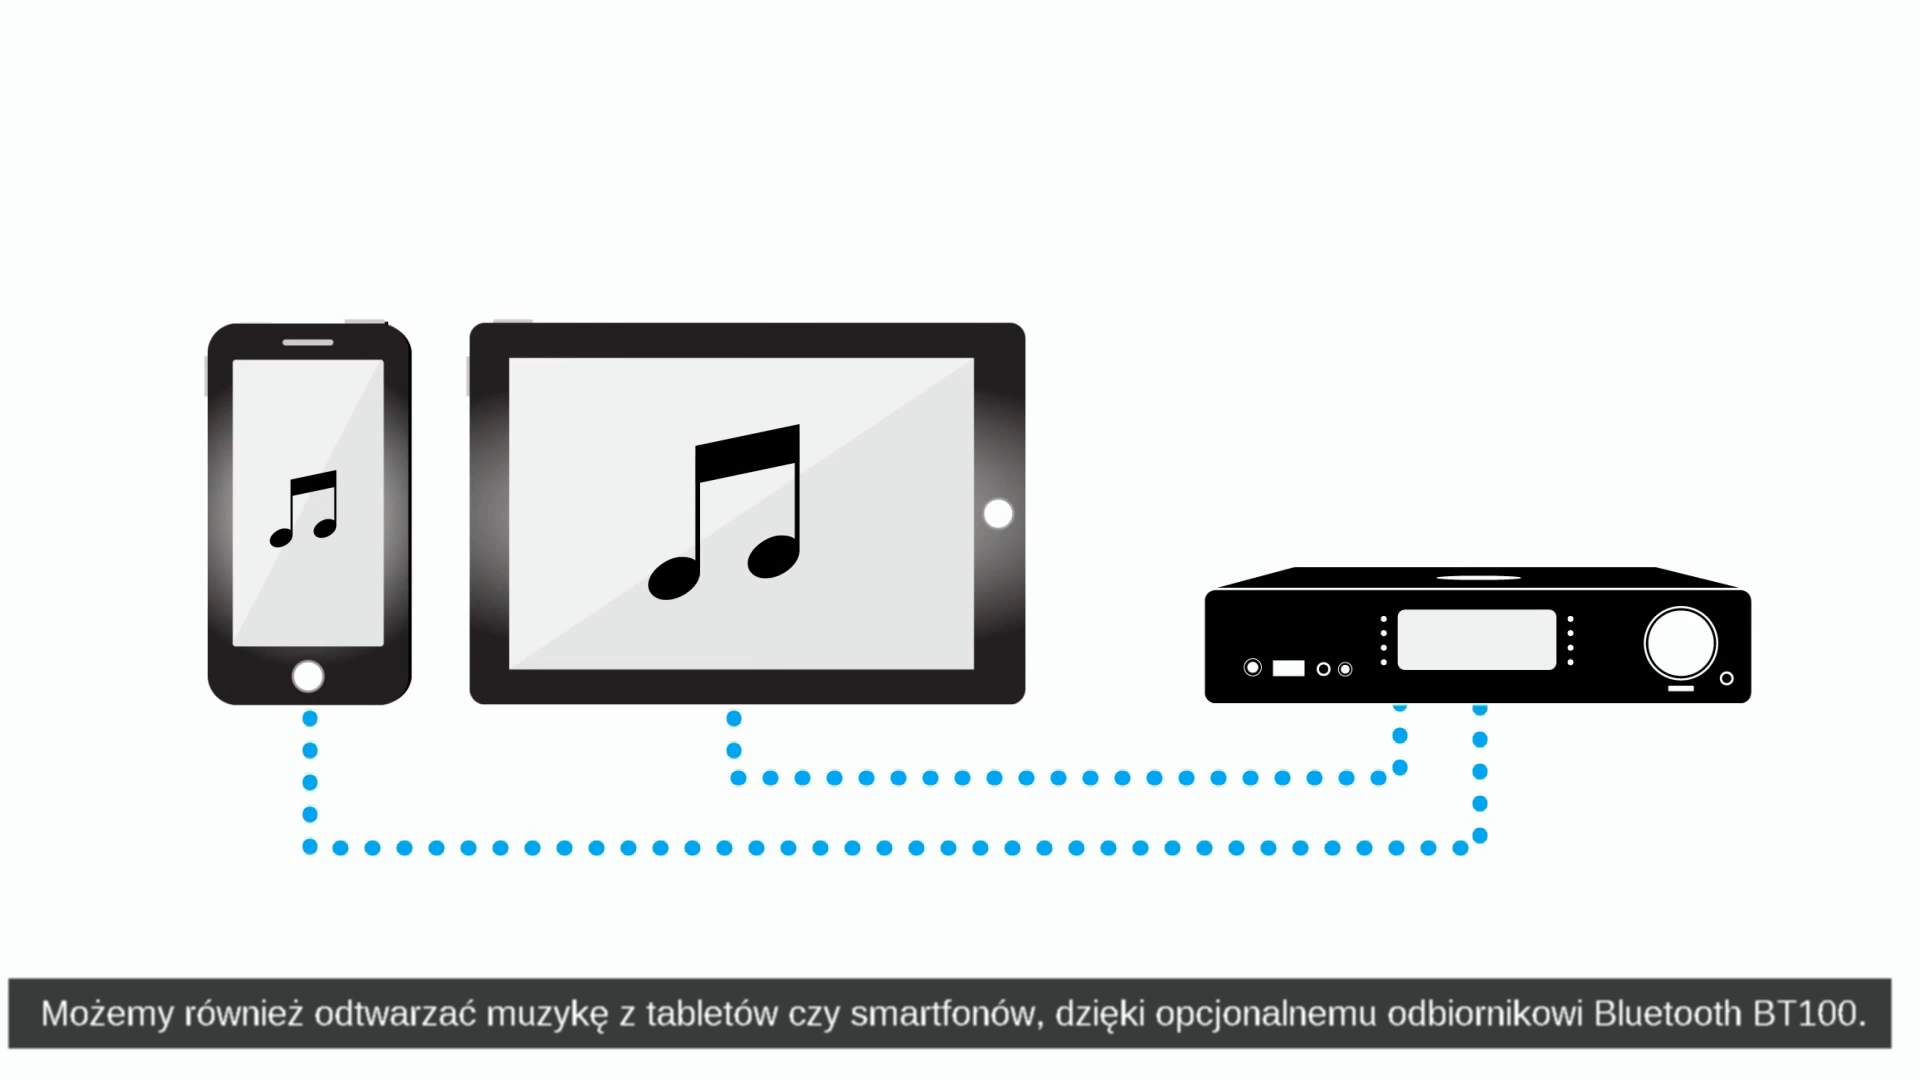 Możemy również odtwarzać muzykę z tabletów czy smartfonów, dzięki opcjonalnemu odbiornikowi Bluetooth BT100.